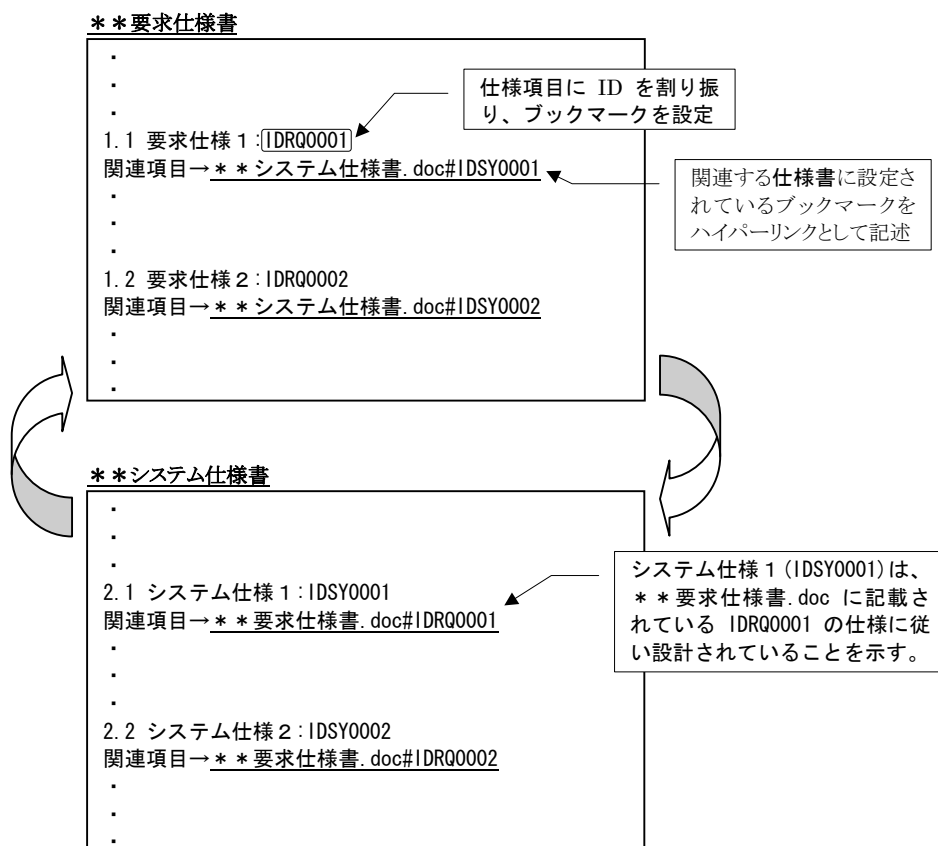 ＊＊要求仕様書
・
・
・
仕様項目に ID を割り振
り、ブックマークを設定
1.1 要求仕様１:IDRQ0001
関連項目→＊＊システム仕様書.doc#IDSY0001
関連する仕様書に設定さ
れているブックマークを
ハイパーリンクとして記述
・
・
・
1.2 要求仕様２:IDRQ0002
関連項目→＊＊システム仕様書.doc#IDSY0002
・
・
・
＊＊システム仕様書
・
・
・
2.1 システム仕様１:IDSY0001
関連項目→＊＊要求仕様書.doc#IDRQ0001
システム仕様１(IDSY0001)は、
＊＊要求仕様書.doc に記載さ
れている IDRQ0001 の仕様に従
い設計されていることを示す。
・
・
・
2.2 システム仕様２:IDSY0002
関連項目→＊＊要求仕様書.doc#IDRQ0002
・
・
・